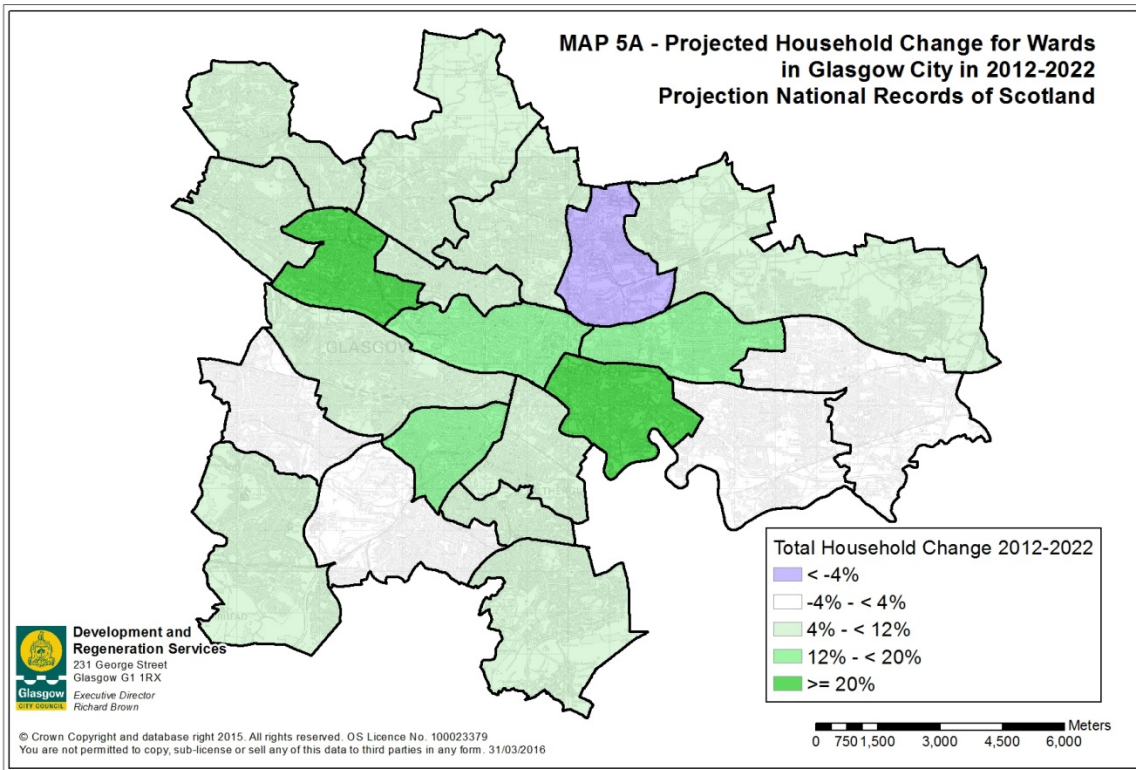 MAP 5A - Projected Household Change for Wards
in Glasgow City in 2012-2022
Projection National Records of Scotland
GLASGOW
Total Household Change 2012-2022
< -4%
-4% - < 4%
4% - < 12%
12% - < 20%
>= 20%
Development and
Regeneration Services
231 George Street
Glasgow G1 1RX
Executive Director
Richard Brown
Glasgow
CITY COUNCIL
Meters
0 750 1,500 3,000 4,500 6,000
© Crown Copyright and database right 2015. All rights reserved. OS Licence No. 100023379
You are not permitted to copy, sub-license or sell any of this data to third parties in any form. 31/03/2016